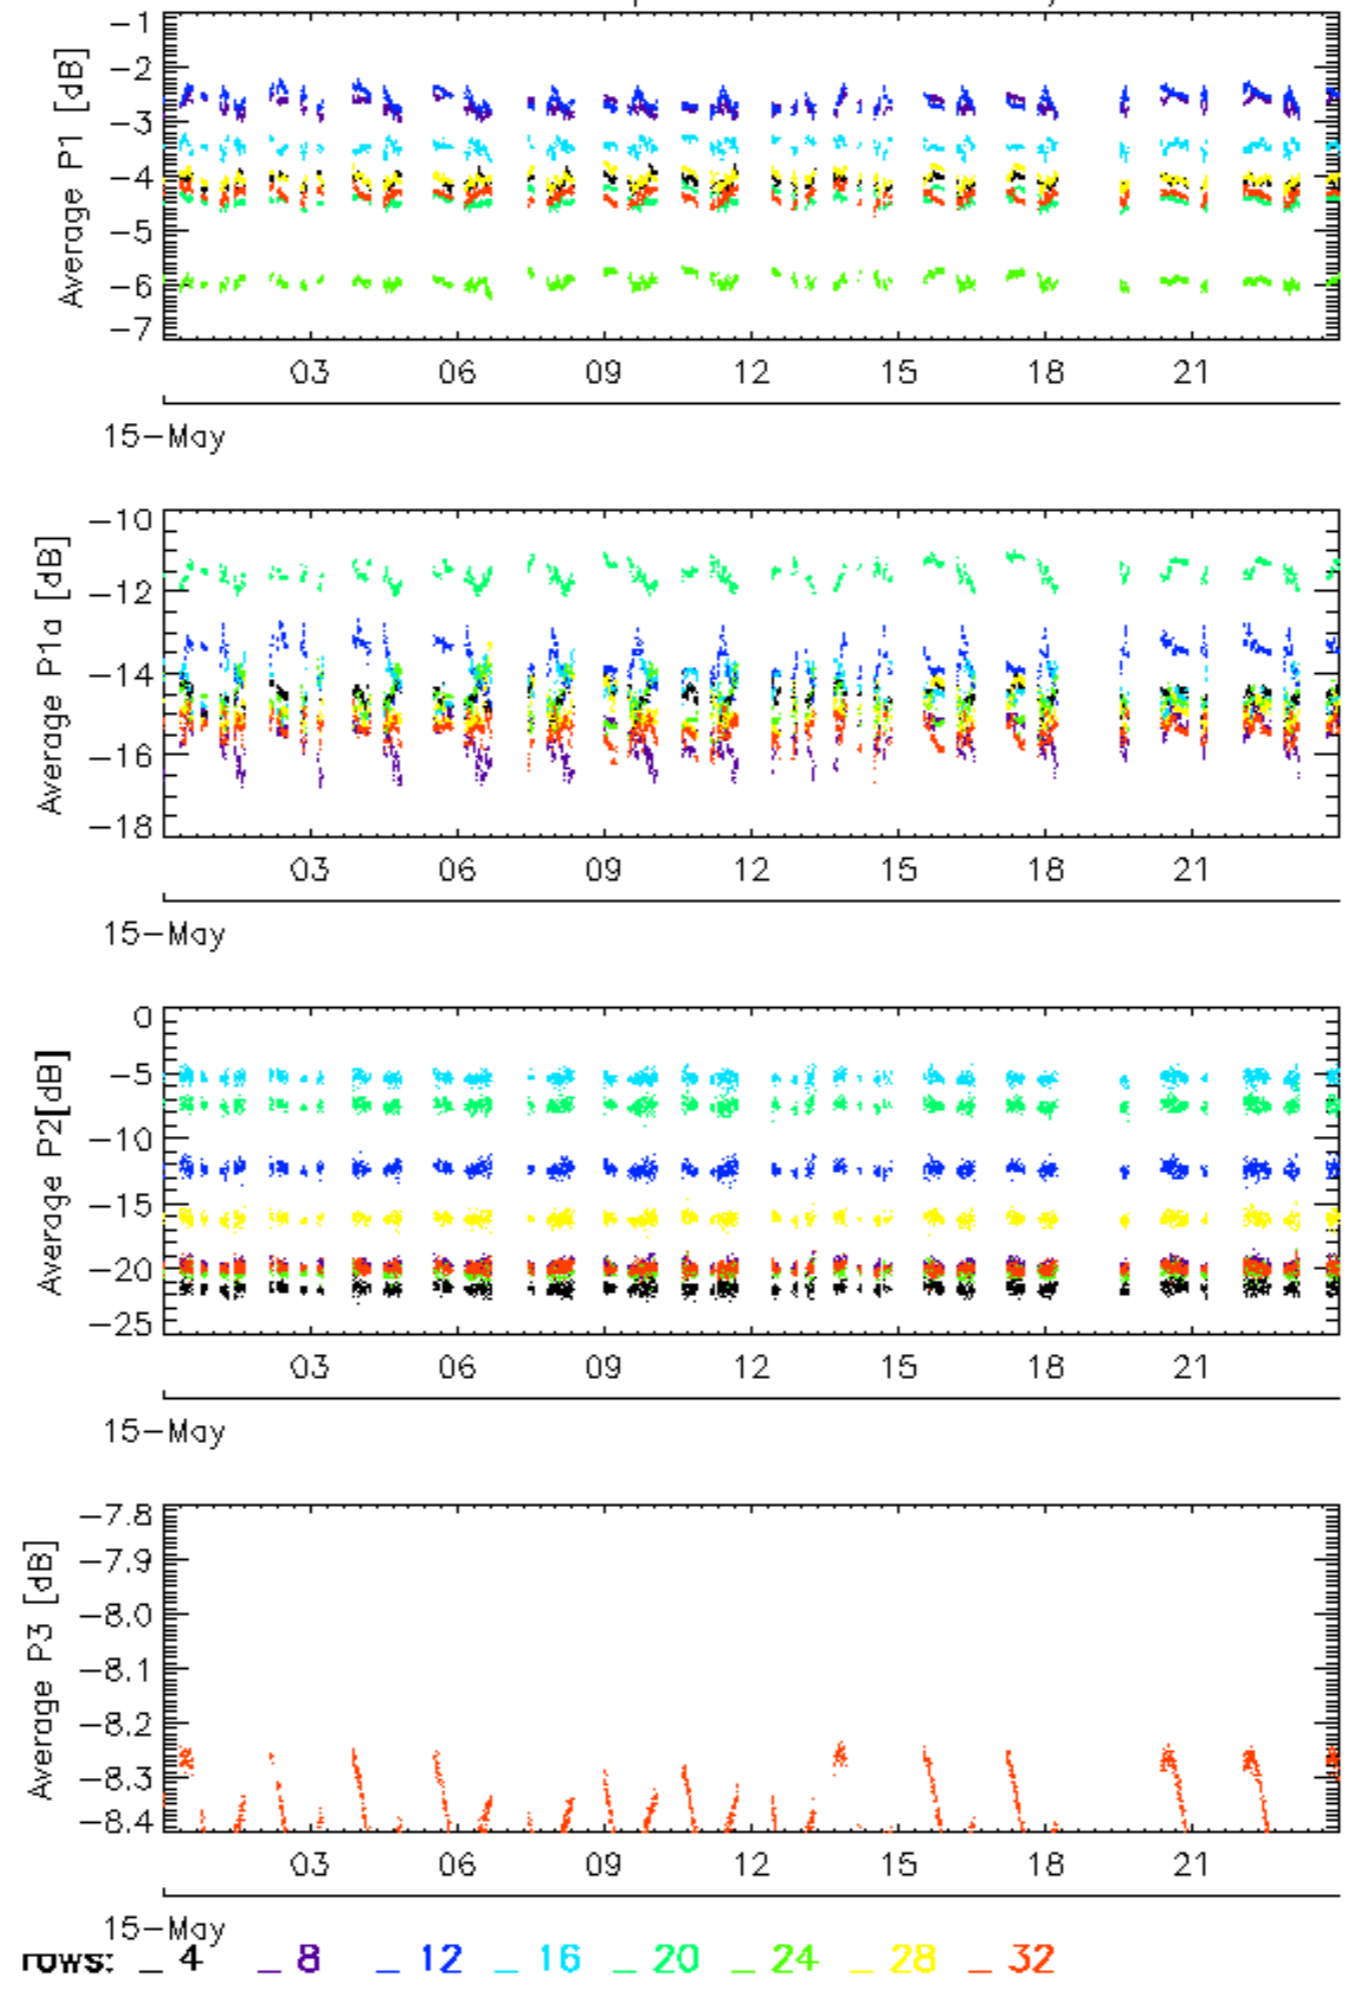 -1
-2
-3
-4
-5
-6
-7
Average P1 [dB]
03 06 09 12 15 18 21
15-May
-10
-12
-14
-16
-18
Average P1a [dB]
03 06 09 12 15 18 21
15-May
0
-5
-10
-15
-20
-25
Average P2[dB]
03 06 09 12 15 18 21
15-May
-7.8
-7.9
-8.0
-8.1
-8.2
-8.3
-8.4
Average P3 [dB]
03 06 09 12 15 18 21
15-May
rows: _ 4 _ 8 _ 12 _ 16 _ 20 _ 24 _ 28 _ 32